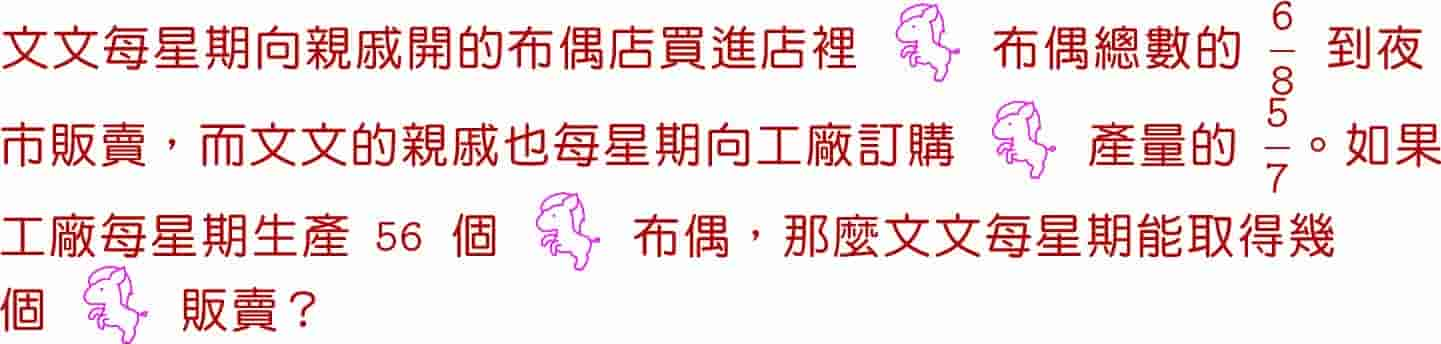 文文每星期向親戚開的布偶店買進店裡 布偶總數的 6/8 到夜
市販賣，而文文的親戚也每星期向工廠訂購 產量的 5/7。如果
工廠每星期生產 56 個 布偶，那麼文文每星期能取得幾
個 販賣？